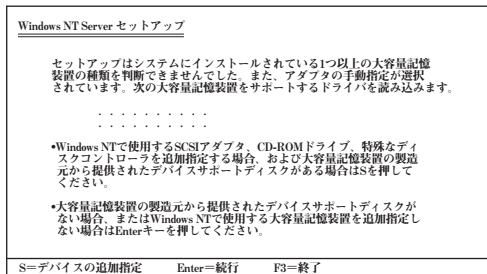 Windows NT Server セットアップ
セットアップはシステムにインストールされている1つ以上の大容量記憶
装置の種類を判断できませんでした。また、アダプタの手動指定が選択
されています。次の大容量記憶装置をサポートするドライバを読み込みます。
. . . . . . . . . .
. . . . . . . . . .
•Windows NTで使用するSCSIアダプタ、CD-ROMドライブ、特殊なディ
スクコントローラを追加指定する場合、および大容量記憶装置の製造
元から提供されたデバイスサポートディスクがある場合はSを押して
ください。
•大容量記憶装置の製造元から提供されたデバイスサポートディスクが
ない場合、またはWindows NTで使用する大容量記憶装置を追加指定し
ない場合はEnterキーを押してください。
S＝デバイスの追加指定 Enter＝続行 F3＝終了